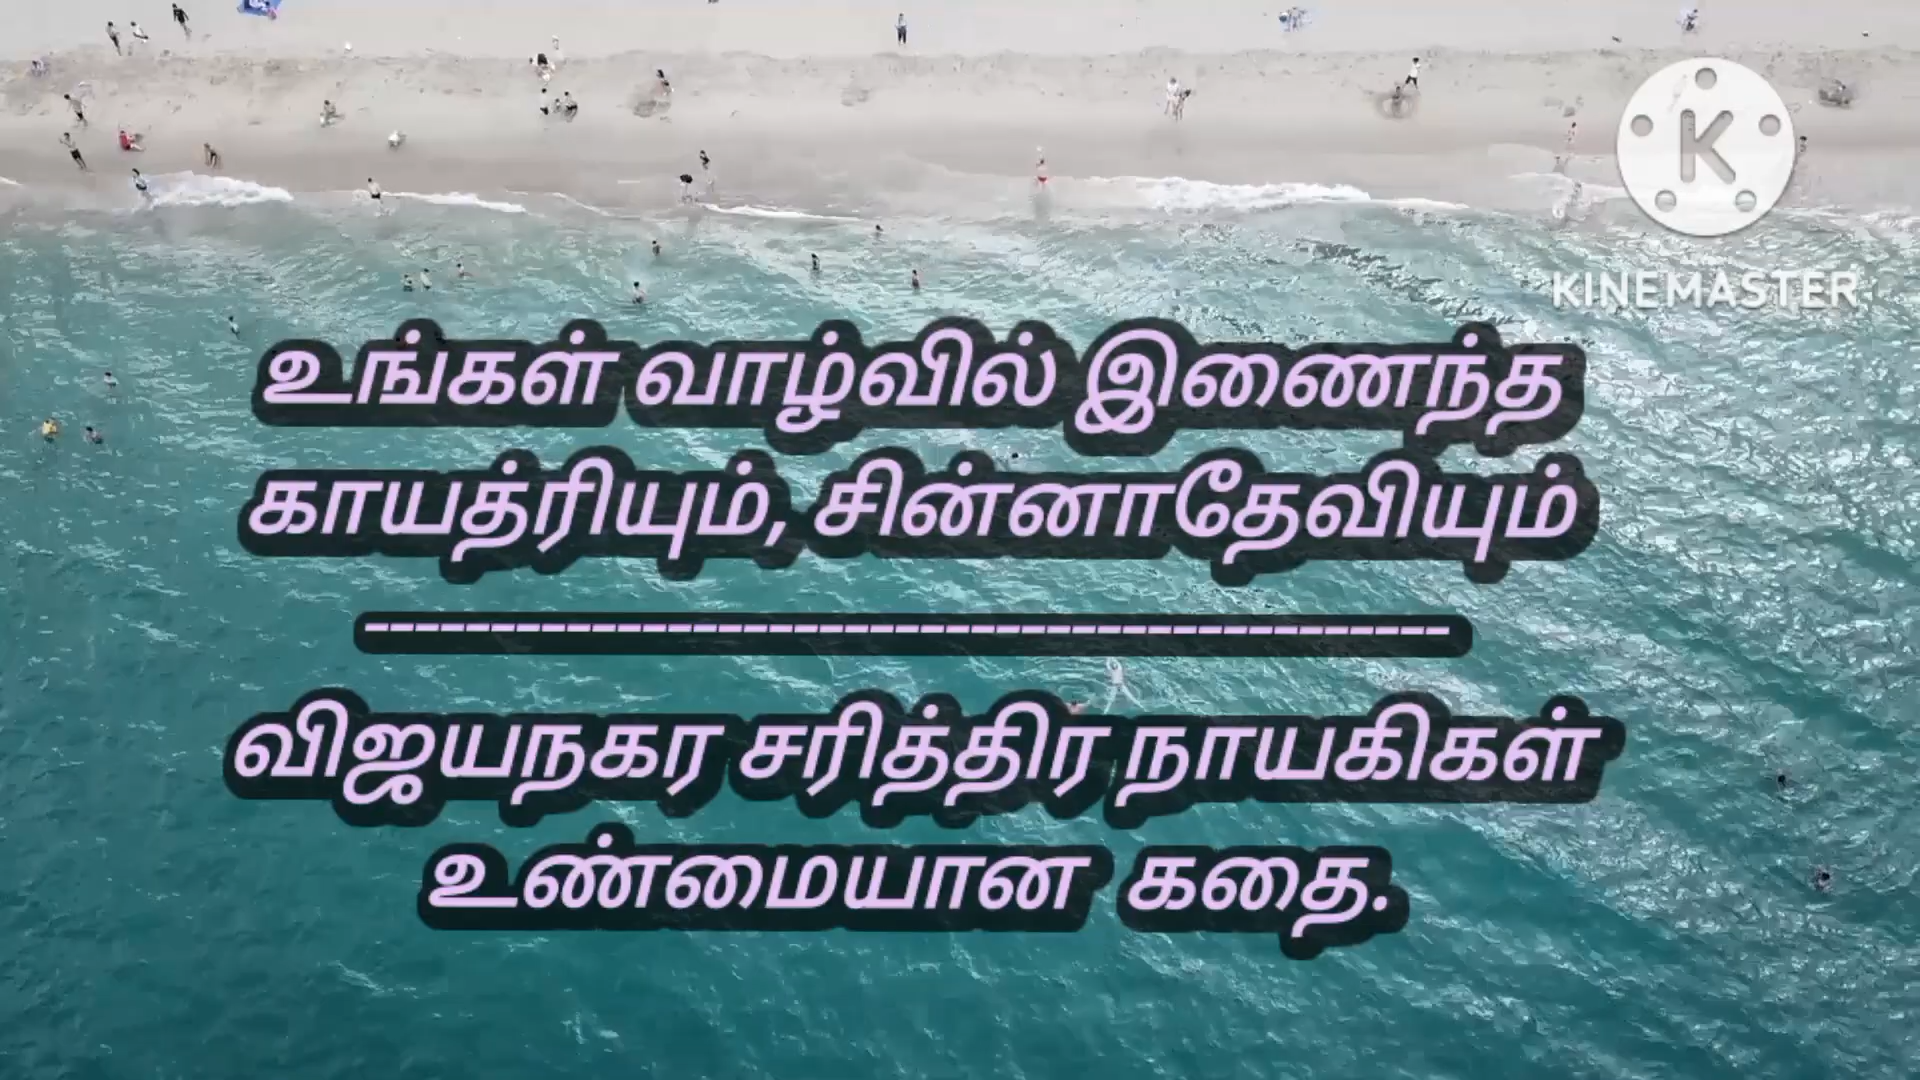 KINEMASTER
உங்கள் வாழ்வில் இணைந்த
காயத்ரியும், சின்னாதேவியும்
-------------------------------------------
விஜயநகர சரித்திர நாயகிகள்
உண்மையான கதை.